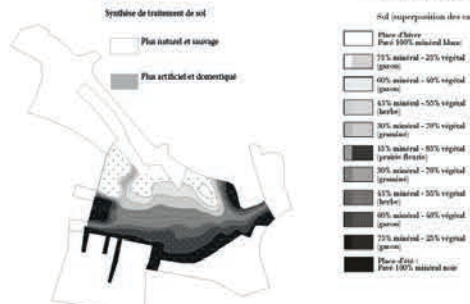 Synthèse de traitement de sol
Plus naturel et sauvage
Plus artificiel et domestiqué
Sol (superposition des
Place d'hiver
Pavé 100% minéral blanc
75% minéral - 25% végétal
(gazon)
60% minéral - 40% végétal
(gazon)
45% minéral - 55% végétal
(herbe)
30% minéral - 70% végétal
(graminé)
15% minéral - 85% végétal
(prairie fleurie)
30% minéral - 70% végétal
(graminé)
45% minéral - 55% végétal
(herbe)
60% minéral - 40% végétal
(gazon)
75% minéral - 25% végétal
(gazon)
Place d'été :
Pavé 100% minéral noir